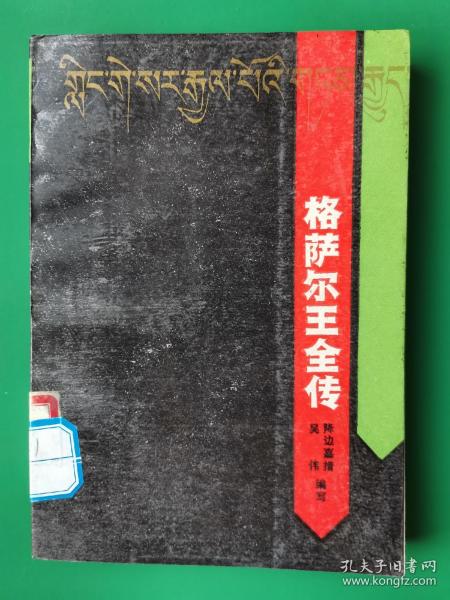 གླིང་གེ་སར་རྒྱལ་པོའི་
格萨尔王全传
降边嘉措
吴伟 编写
孔夫子旧书网
www.kongfz.com